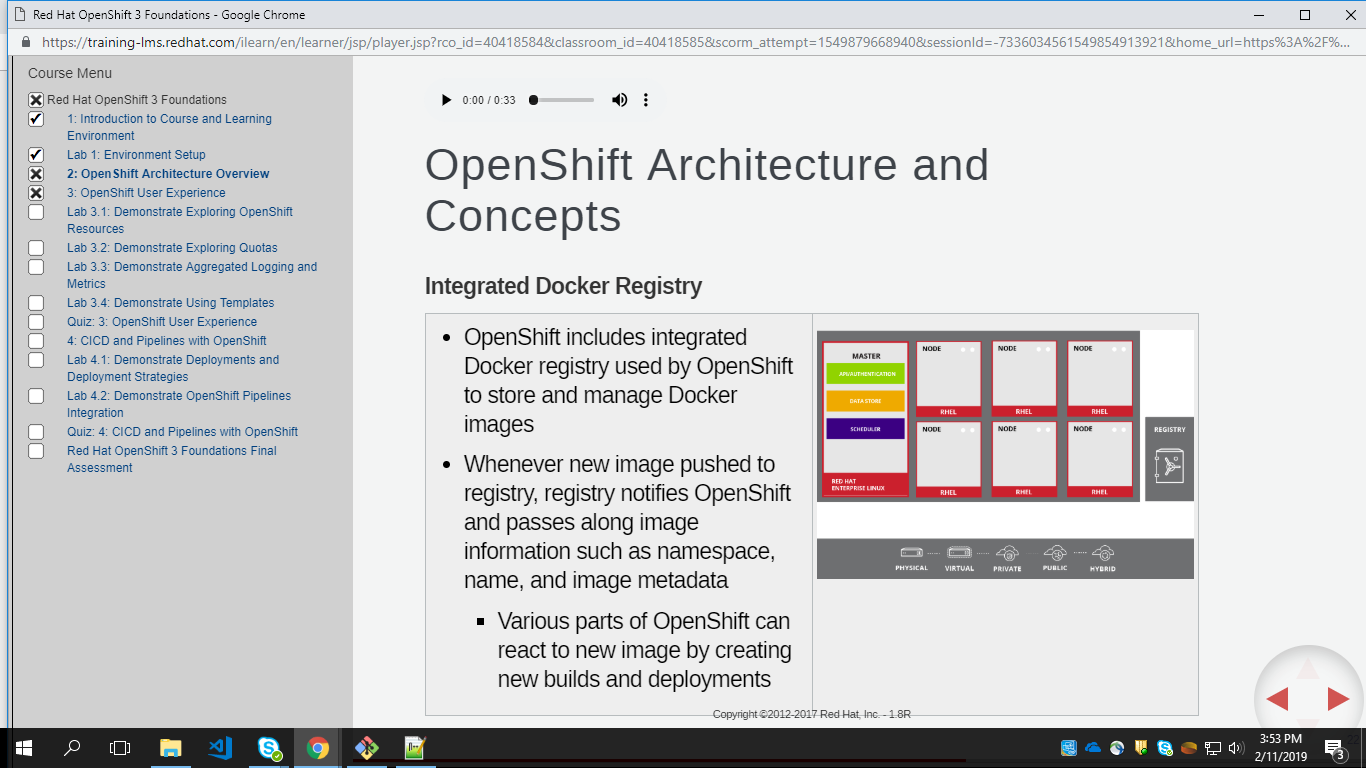 Red Hat OpenShift 3 Foundations - Google Chrome
https://training-lms.redhat.com/ilearn/en/learner/jsp/player.jsp?rco_id=40418584&classroom_id=40418585&scorm_attempt=1549879668940&sessionId=-7336034561549854913921&home_url=https%3A%2F%...
Course Menu
Red Hat OpenShift 3 Foundations
1: Introduction to Course and Learning
Environment
Lab 1: Environment Setup
2: OpenShift Architecture Overview
3: OpenShift User Experience
Lab 3.1: Demonstrate Exploring OpenShift
Resources
Lab 3.2: Demonstrate Exploring Quotas
Lab 3.3: Demonstrate Aggregated Logging and
Metrics
Lab 3.4: Demonstrate Using Templates
Quiz: 3: OpenShift User Experience
4: CICD and Pipelines with OpenShift
Lab 4.1: Demonstrate Deployments and
Deployment Strategies
Lab 4.2: Demonstrate OpenShift Pipelines
Integration
Quiz: 4: CICD and Pipelines with OpenShift
Red Hat OpenShift 3 Foundations Final
Assessment
0:00 / 0:33
OpenShift Architecture and
Concepts
Integrated Docker Registry
OpenShift includes integrated
Docker registry used by OpenShift
to store and manage Docker
images
Whenever new image pushed to
registry, registry notifies OpenShift
and passes along image
information such as namespace,
name, and image metadata
Various parts of OpenShift can
react to new image by creating
new builds and deployments
MASTER
API/AUTHENTICATION
DATA STORE
SCHEDULER
RED HAT
ENTERPRISE LINUX
NODE
RHEL
NODE
RHEL
NODE
RHEL
NODE
RHEL
NODE
RHEL
NODE
RHEL
REGISTRY
PHYSICAL
VIRTUAL
PRIVATE
PUBLIC
HYBRID
Copyright ©2012-2017 Red Hat, Inc. - 1.8R
3:53 PM
2/11/2019
3